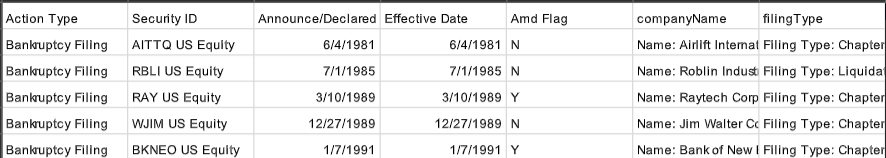 Action Type Security ID Announce/Declared Effective Date Amd Flag companyName filingType
Bankruptcy Filing AITTQ US Equity 6/4/1981 6/4/1981 N Name: Airlift Internat Filing Type: Chapter
Bankruptcy Filing RBLI US Equity 7/1/1985 7/1/1985 N Name: Roblin Indust Filing Type: Liquidat
Bankruptcy Filing RAY US Equity 3/10/1989 3/10/1989 Y Name: Raytech Corp Filing Type: Chapter
Bankruptcy Filing WJIM US Equity 12/27/1989 12/27/1989 N Name: Jim Walter Co Filing Type: Chapter
Bankruptcy Filing BKNEO US Equity 1/7/1991 1/7/1991 Y Name: Bank of New Filing Type: Chapter